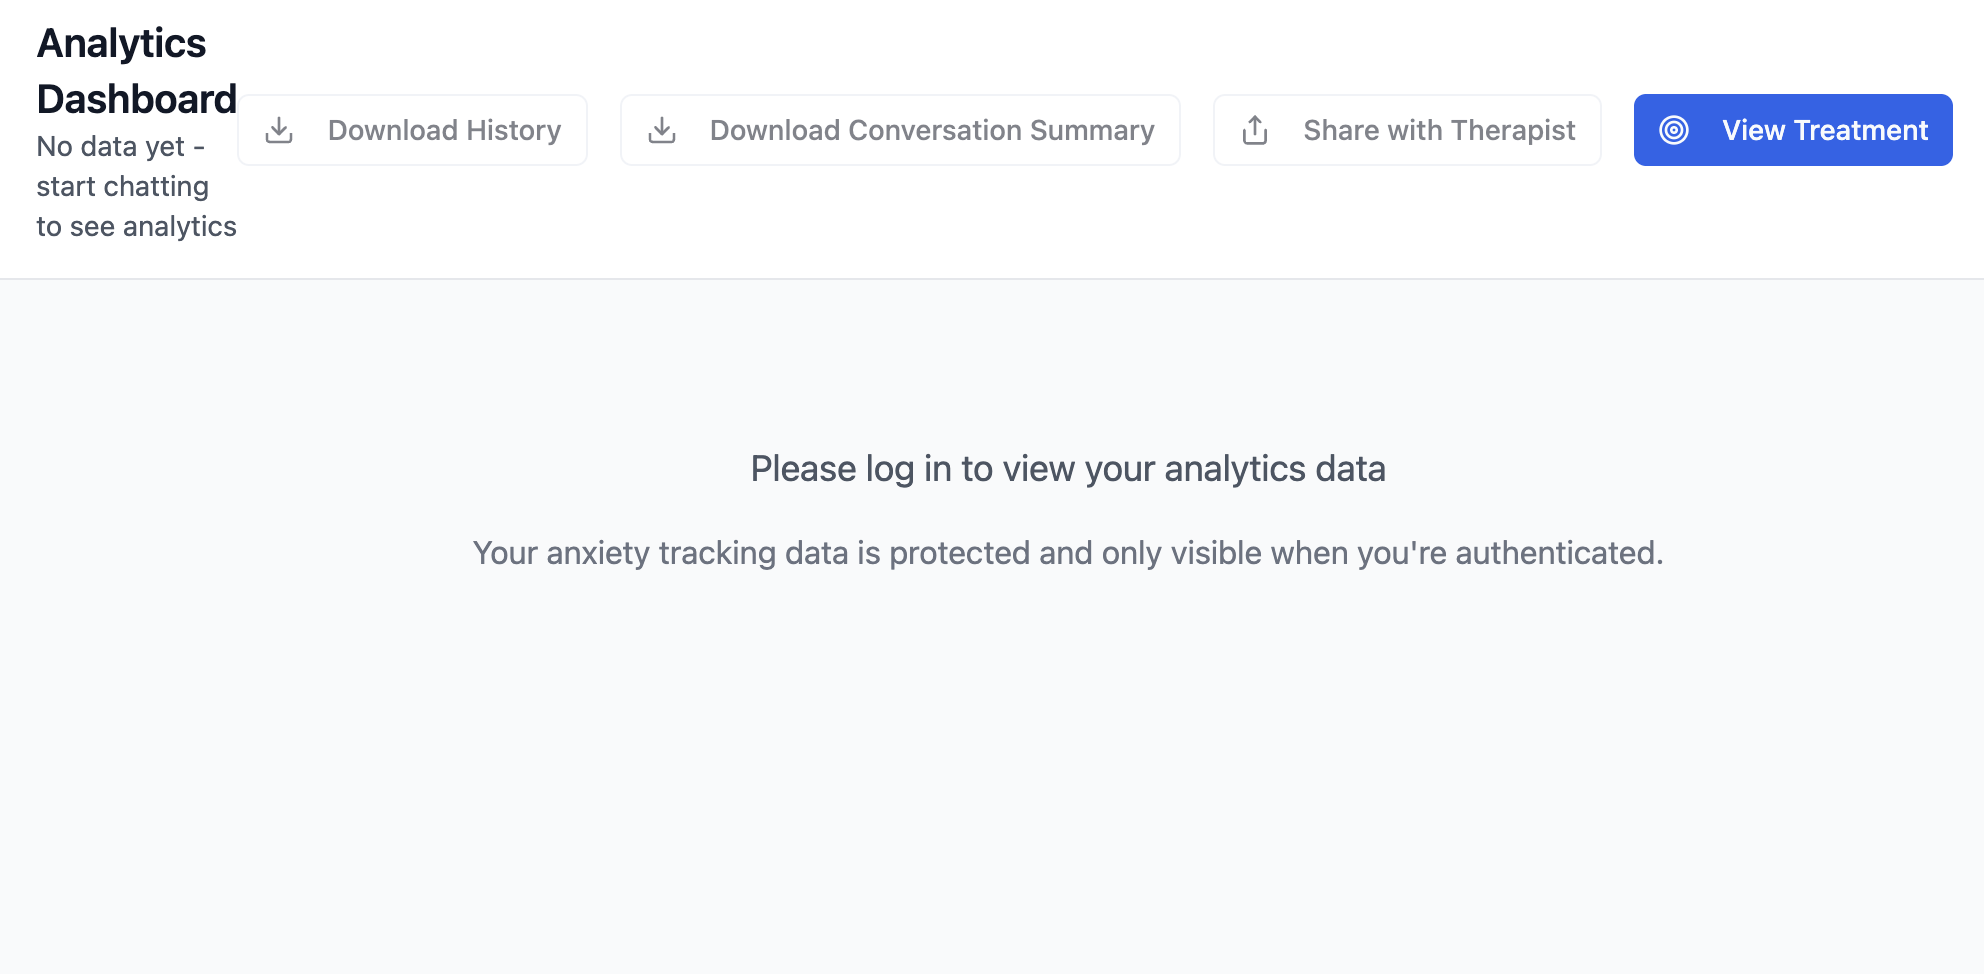 Analytics
Dashboard
No data yet -
start chatting
to see analytics
Download History
Download Conversation Summary
Share with Therapist
View Treatment
Please log in to view your analytics data
Your anxiety tracking data is protected and only visible when you're authenticated.